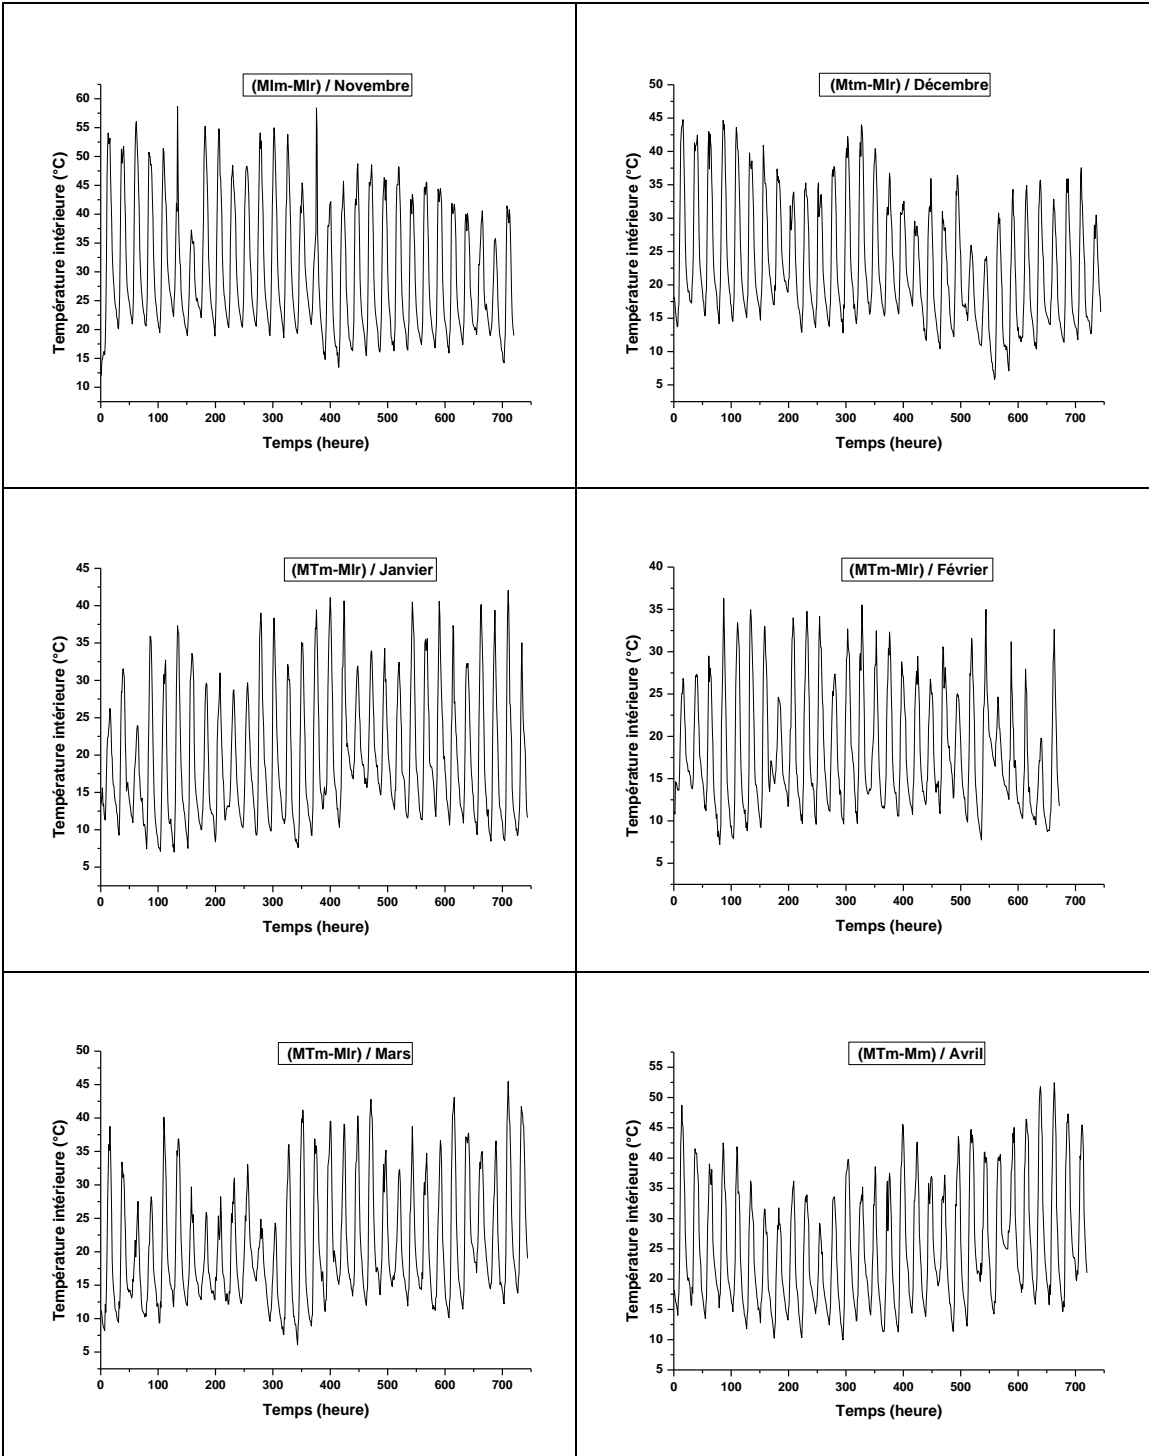 (MIm-MIr) / Novembre
60
55
50
45
40
35
30
25
20
15
10
Température intérieure (°C)
0 100 200 300 400 500 600 700
Temps (heure)
(Mtm-MIr) / Décembre
50
45
40
35
30
25
20
15
10
5
Température intérieure (°C)
0 100 200 300 400 500 600 700
Temps (heure)
(MTm-MIr) / Janvier
45
40
35
30
25
20
15
10
5
Température intérieure (°C)
0 100 200 300 400 500 600 700
Temps (heure)
(MTm-MIr) / Février
40
35
30
25
20
15
10
5
Température intérieure (°C)
0 100 200 300 400 500 600 700
Temps (heure)
(MTm-MIr) / Mars
50
45
40
35
30
25
20
15
10
5
Température intérieure (°C)
0 100 200 300 400 500 600 700
Temps (heure)
(MTm-Mm) / Avril
55
50
45
40
35
30
25
20
15
10
5
Température intérieure (°C)
0 100 200 300 400 500 600 700
Temps (heure)